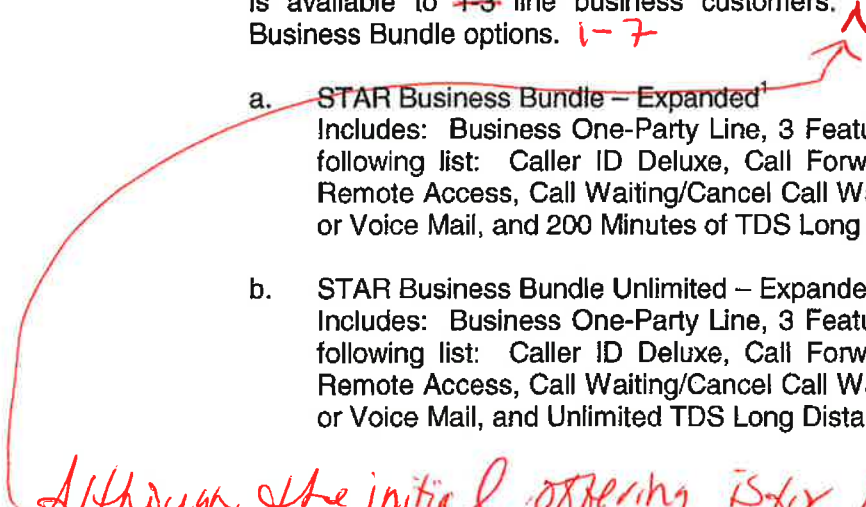 is available to 1-3 line business customers.
Business Bundle options. 1-7
a. STAR Business Bundle – Expanded¹
Includes: Business One-Party Line, 3 Featu
following list: Caller ID Deluxe, Call Forw
Remote Access, Call Waiting/Cancel Call W
or Voice Mail, and 200 Minutes of TDS Long
b. STAR Business Bundle Unlimited – Expande
Includes: Business One-Party Line, 3 Featu
following list: Caller ID Deluxe, Call Forw
Remote Access, Call Waiting/Cancel Call Wa
or Voice Mail, and Unlimited TDS Long Dista
Although the initial offering is for